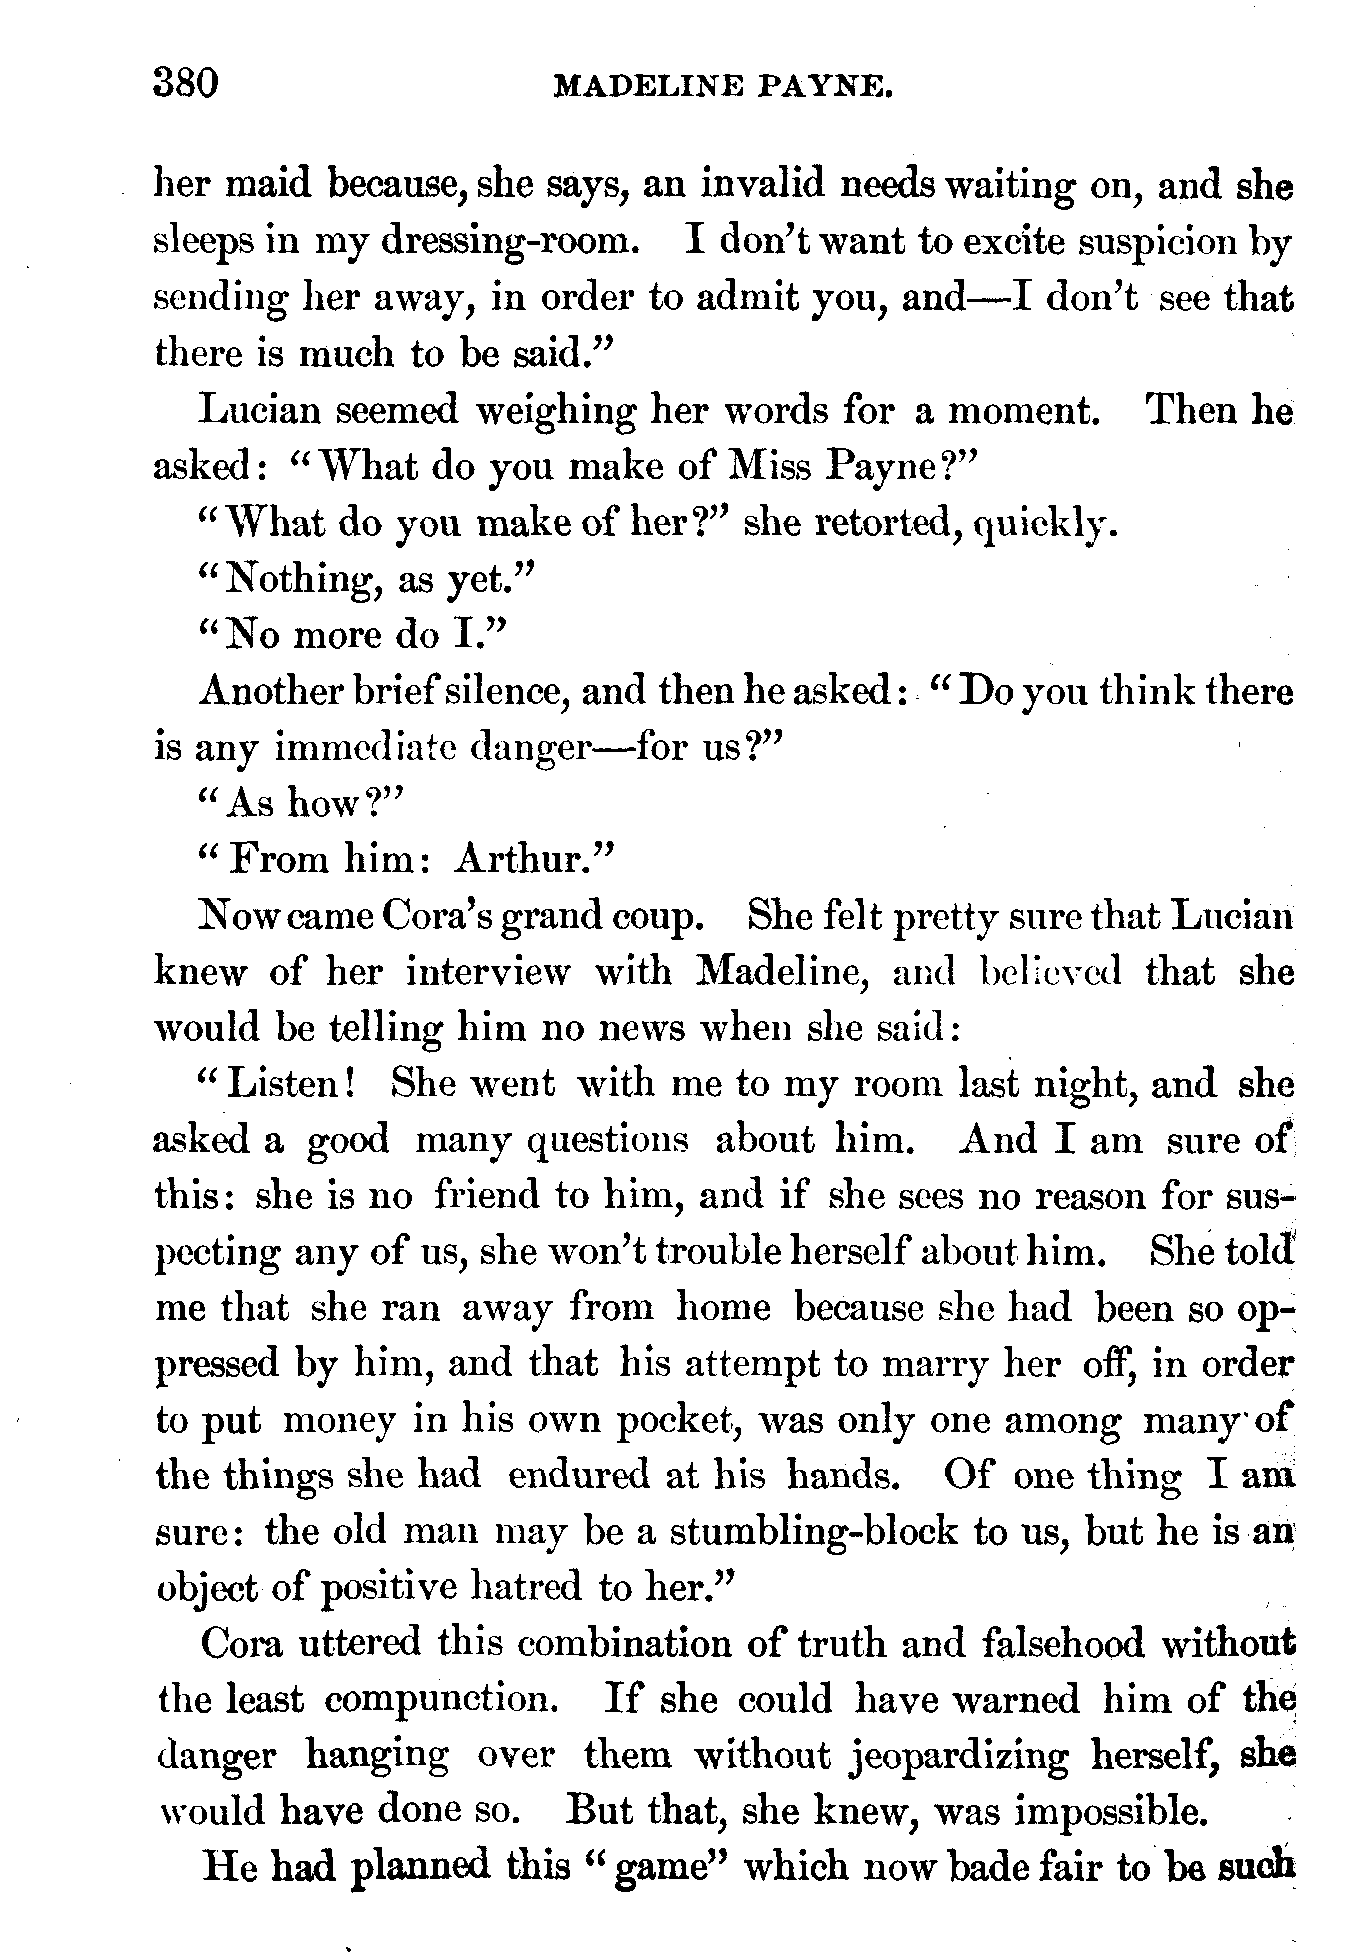 380 MADELINE PAYNE.
her maid because, she says, an invalid needs waiting on, and she
sleeps in my dressing-room. I don't want to excite suspicion by
sending her away, in order to admit you, and—I don't see that
there is much to be said."
Lucian seemed weighing her words for a moment. Then he
asked: "What do you make of Miss Payne?"
"What do you make of her?" she retorted, quickly.
"Nothing, as yet."
"No more do I."
Another brief silence, and then he asked: "Do you think there
is any immediate danger—for us?"
"As how?"
"From him: Arthur."
Now came Cora's grand coup. She felt pretty sure that Lucian
knew of her interview with Madeline, and believed that she
would be telling him no news when she said:
"Listen! She went with me to my room last night, and she
asked a good many questions about him. And I am sure of
this: she is no friend to him, and if she sees no reason for sus-
pecting any of us, she won't trouble herself about him. She told
me that she ran away from home because she had been so op-
pressed by him, and that his attempt to marry her off, in order
to put money in his own pocket, was only one among many of
the things she had endured at his hands. Of one thing I am
sure: the old man may be a stumbling-block to us, but he is an
object of positive hatred to her."
Cora uttered this combination of truth and falsehood without
the least compunction. If she could have warned him of the
danger hanging over them without jeopardizing herself, she
would have done so. But that, she knew, was impossible.
He had planned this "game" which now bade fair to be such